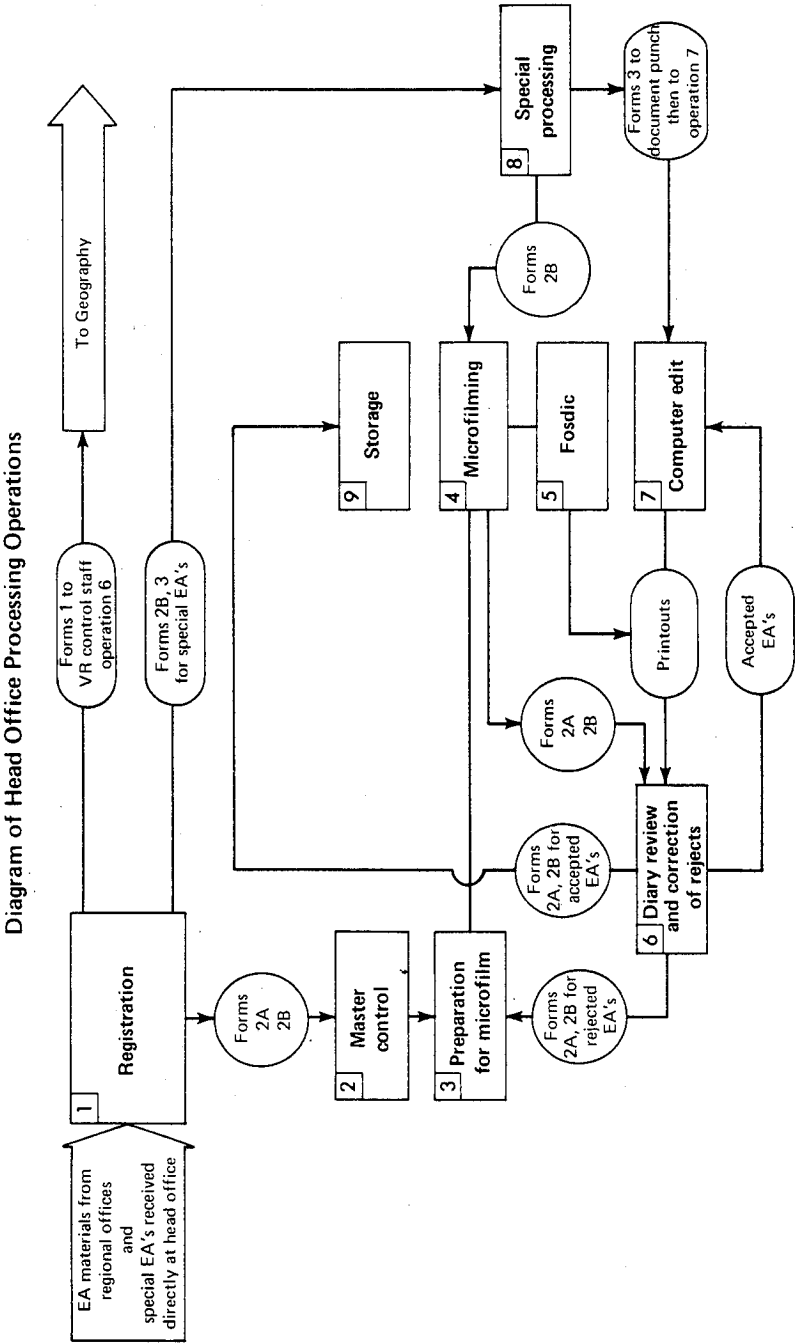 Diagram of Head Office Processing Operations
EA materials from
regional offices
and
special EA's received
directly at head office
1
Registration
Forms 1 to
VR control staff
operation 6
To Geography
Forms 2B, 3
for special EA's
Forms
2A
2B
2
Master
control
3
Preparation
for microfilm
Forms
2A, 2B for
rejected
EA's
6
Diary review
and correction
of rejects
Forms
2A, 2B for
accepted
EA's
Forms
2A
2B
Printouts
Accepted
EA's
9
Storage
4
Microfilming
5
Fosdic
7
Computer edit
Forms
2B
8
Special
processing
Forms 3 to
document punch
then to
operation 7